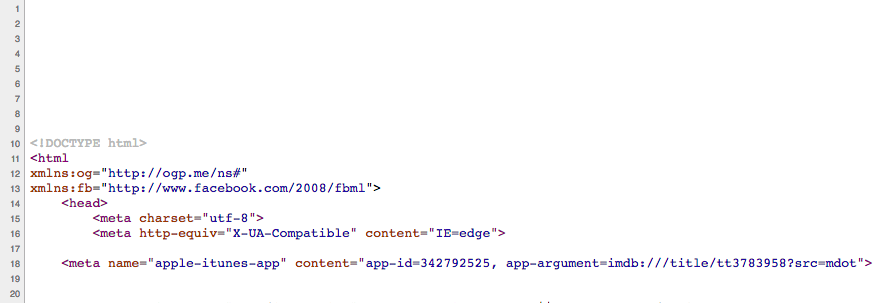 1
2
3
4
5
6
7
8
9
10 <!DOCTYPE html>
11 <html
12 xmlns:og="http://ogp.me/ns#"
13 xmlns:fb="http://www.facebook.com/2008/fbml">
14 <head>
15 <meta charset="utf-8">
16 <meta http-equiv="X-UA-Compatible" content="IE=edge">
17
18 <meta name="apple-itunes-app" content="app-id=342792525, app-argument=imdb:///title/tt3783958?src=mdot">
19
20